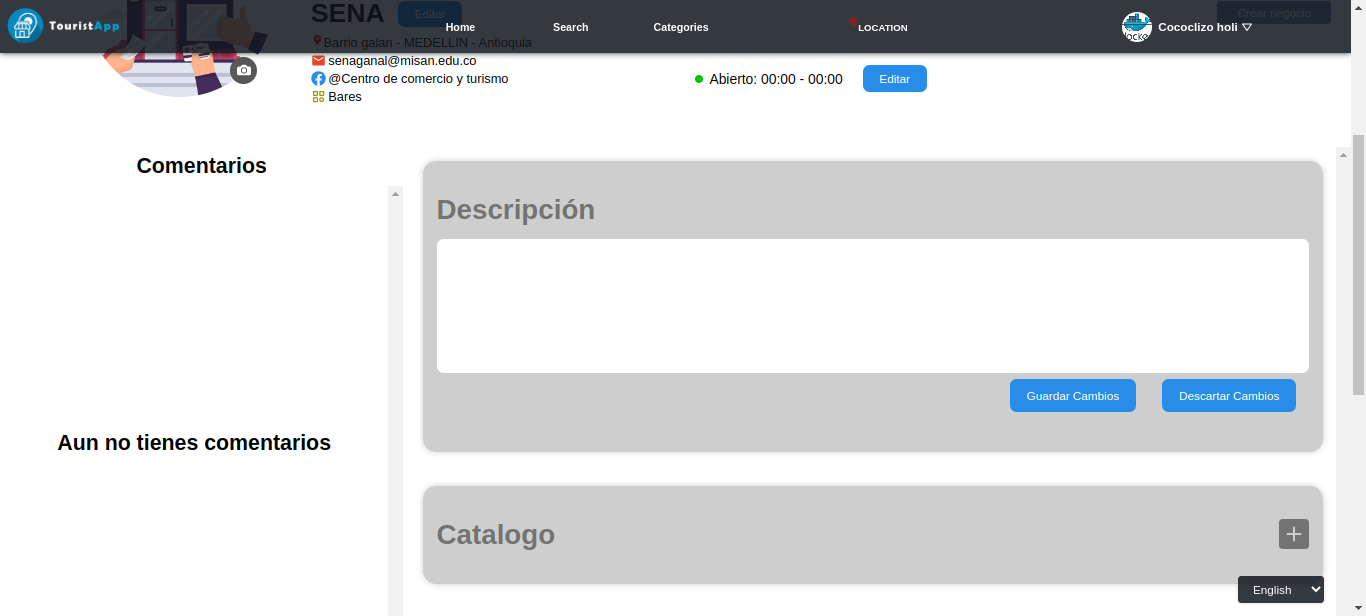 SENA
Editar
TouristApp
Home
Search
Categories
LOCATION
Cococlizo holi
Crear negocio
Barrio galan - MEDELLIN - Antioquia
senaganal@misan.edu.co
@Centro de comercio y turismo
Abierto: 00:00 - 00:00
Editar
Bares
Comentarios
Descripción
Guardar Cambios
Descartar Cambios
Aun no tienes comentarios
Catalogo
English